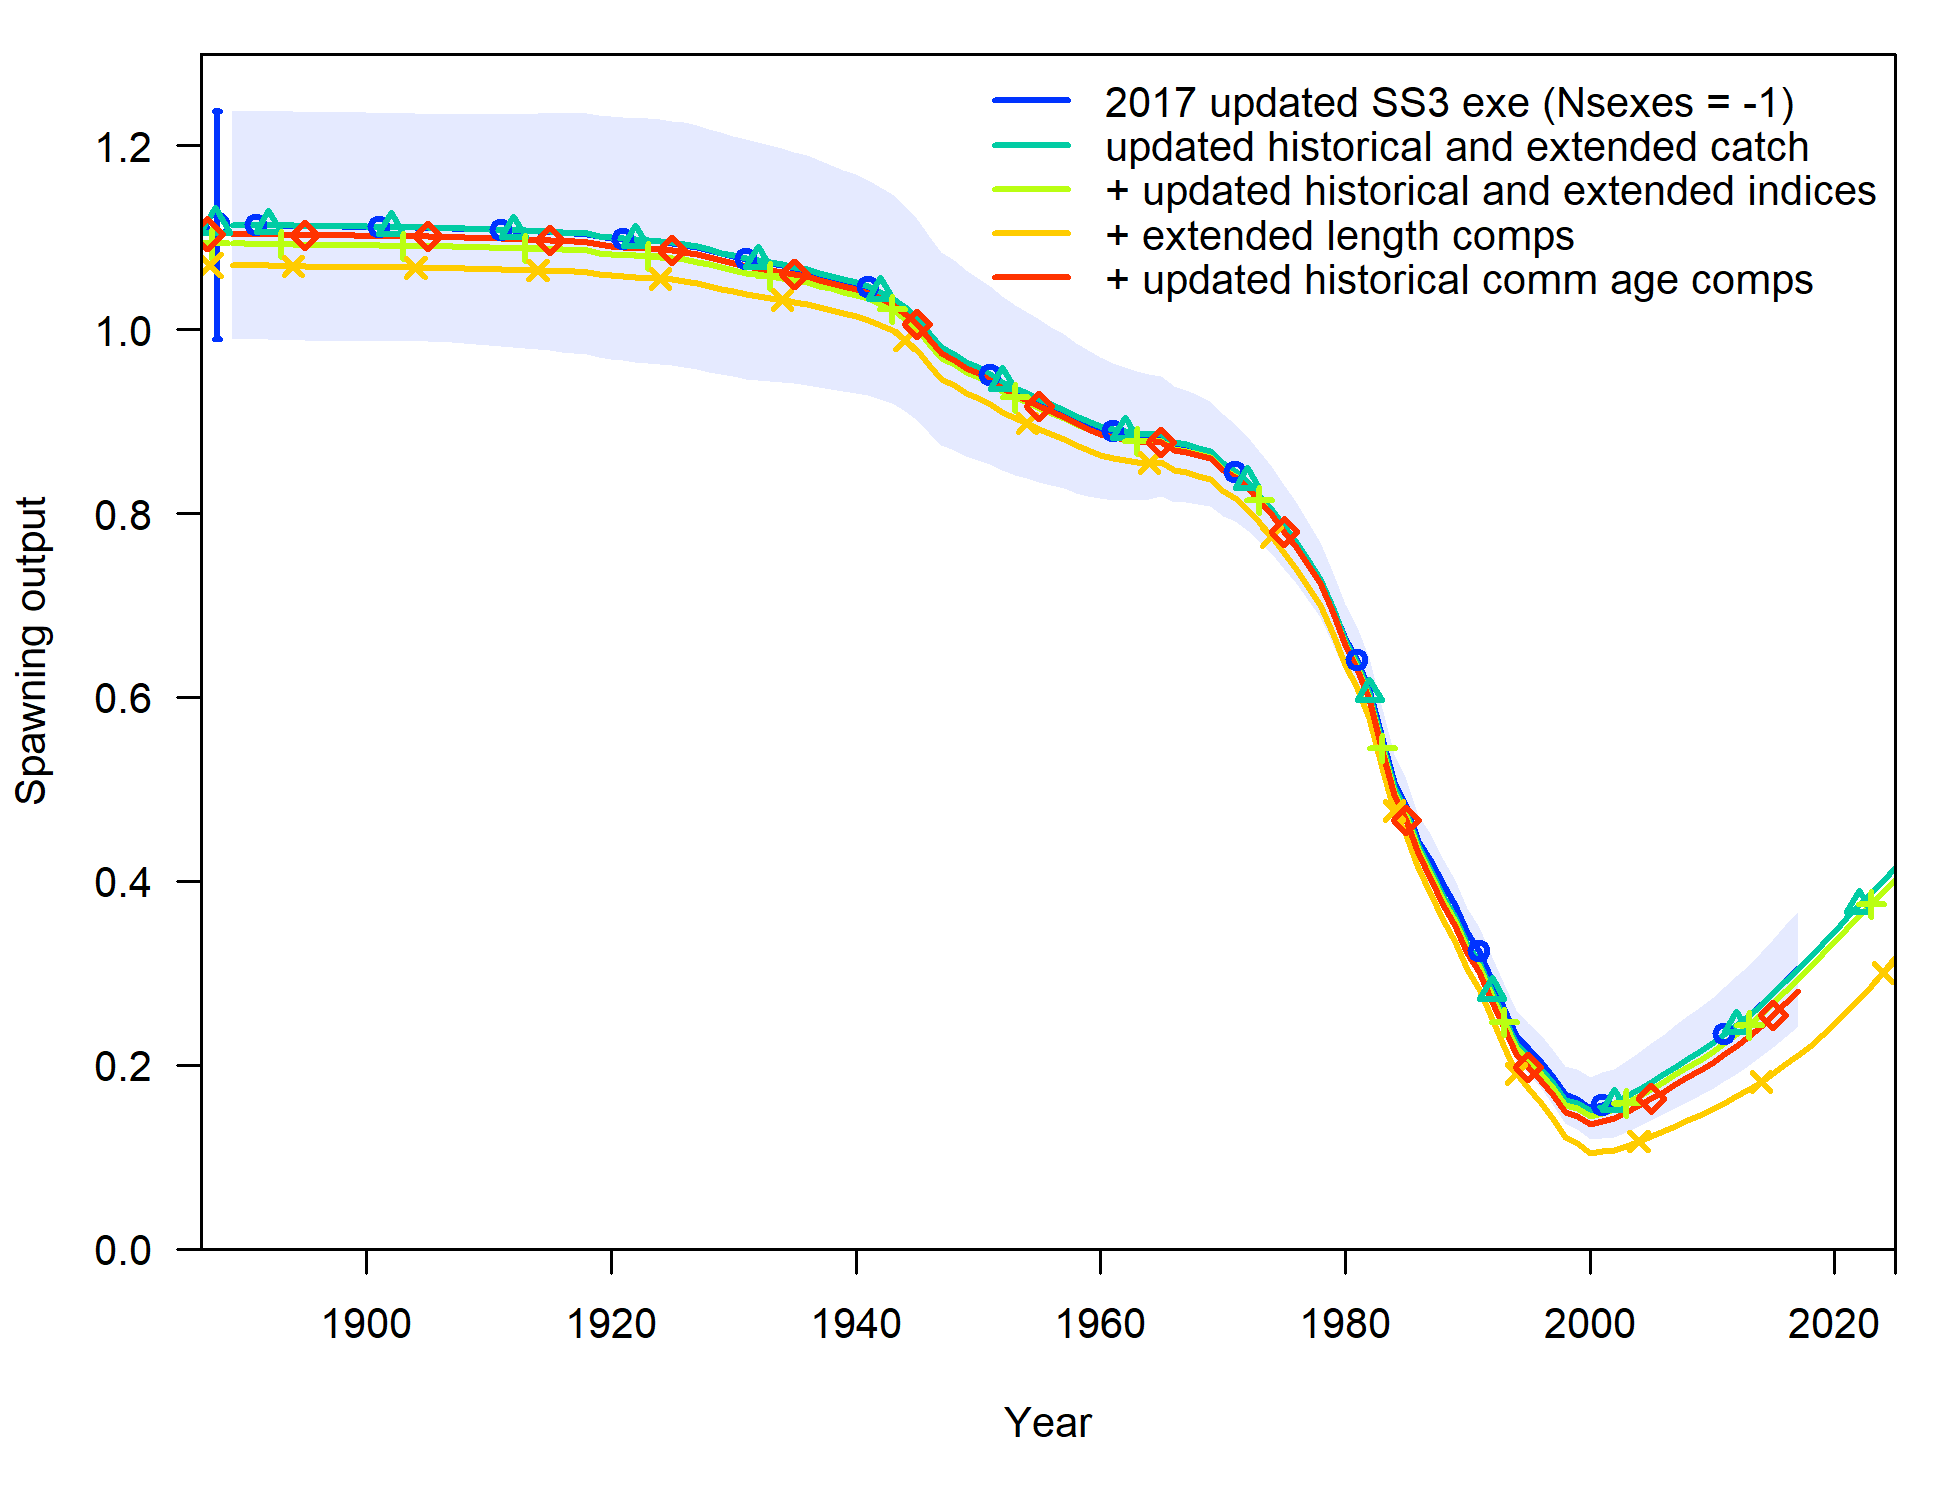 2017 updated SS3 exe (Nsexes = -1)
updated historical and extended catch
+ updated historical and extended indices
+ extended length comps
+ updated historical comm age comps
Spawning output
1.2
1.0
0.8
0.6
0.4
0.2
0.0
1900 1920 1940 1960 1980 2000 2020
Year